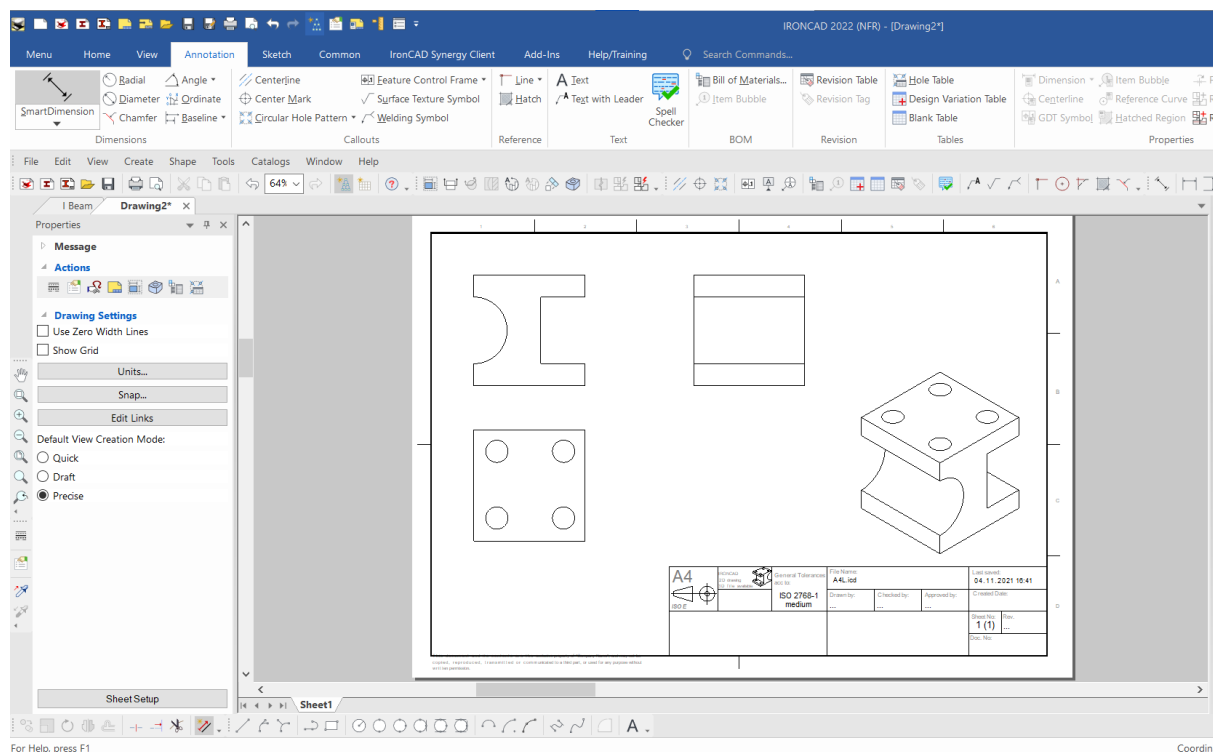 IRONCAD 2022 (NFR) - [Drawing2*]
Menu Home View Annotation Sketch Common IronCAD Synergy Client Add-Ins Help/Training Search Commands...
Radial Angle Centerline Feature Control Frame Line Text Bill of Materials... Revision Table Hole Table Dimension Item Bubble
Diameter Ordinate Center Mark Surface Texture Symbol Hatch Text with Leader Item Bubble Revision Tag Design Variation Table Centerline Reference Curve
SmartDimension Chamfer Baseline Circular Hole Pattern Welding Symbol Spell Checker Blank Table GDT Symbol Hatched Region
Dimensions Callouts Reference Text BOM Revision Tables Properties
File Edit View Create Shape Tools Catalogs Window Help
64%
I Beam Drawing2*
Properties
Message
Actions
Drawing Settings
Use Zero Width Lines
Show Grid
Units...
Snap...
Edit Links
Default View Creation Mode:
Quick
Draft
Precise
Sheet Setup
A
B
C
D
A4
ISO E
IRONCAD
General Tolerances
acc to:
ISO 2768-1
medium
File Name:
A4L.icd
Drawn by:
...
Checked by:
...
Approved by:
...
Last saved:
04.11.2021 16:41
Created Date:
Sheet No:
1 (1)
Rev.
...
Doc. No:
Sheet1
A
For Help, press F1
Coordin